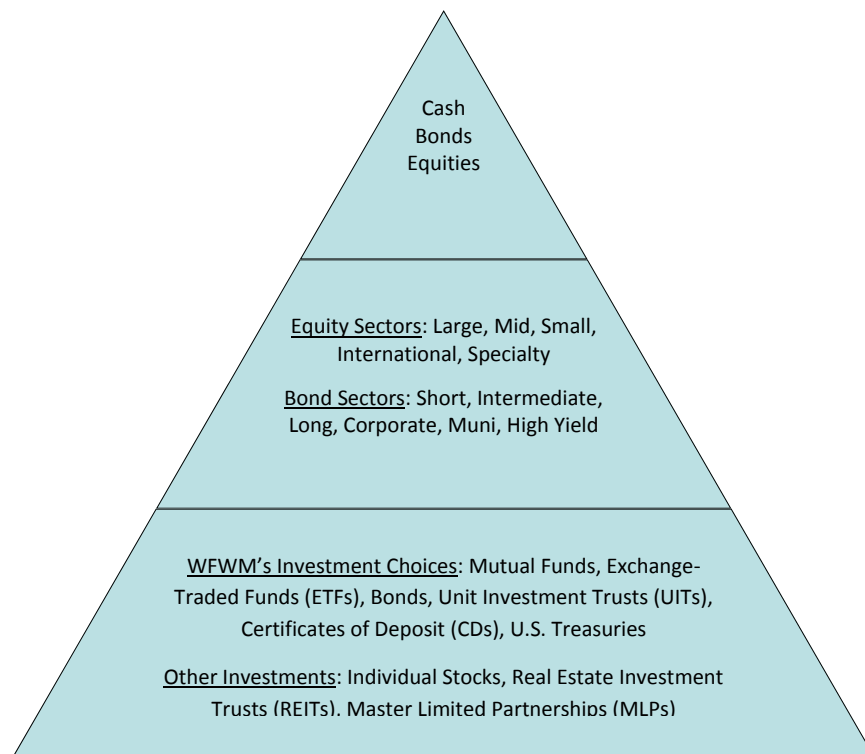 Cash
Bonds
Equities
Equity Sectors: Large, Mid, Small,
International, Specialty
Bond Sectors: Short, Intermediate,
Long, Corporate, Muni, High Yield
WFWM's Investment Choices: Mutual Funds, Exchange-
Traded Funds (ETFs), Bonds, Unit Investment Trusts (UITs),
Certificates of Deposit (CDs), U.S. Treasuries
Other Investments: Individual Stocks, Real Estate Investment
Trusts (REITs), Master Limited Partnerships (MLPs)